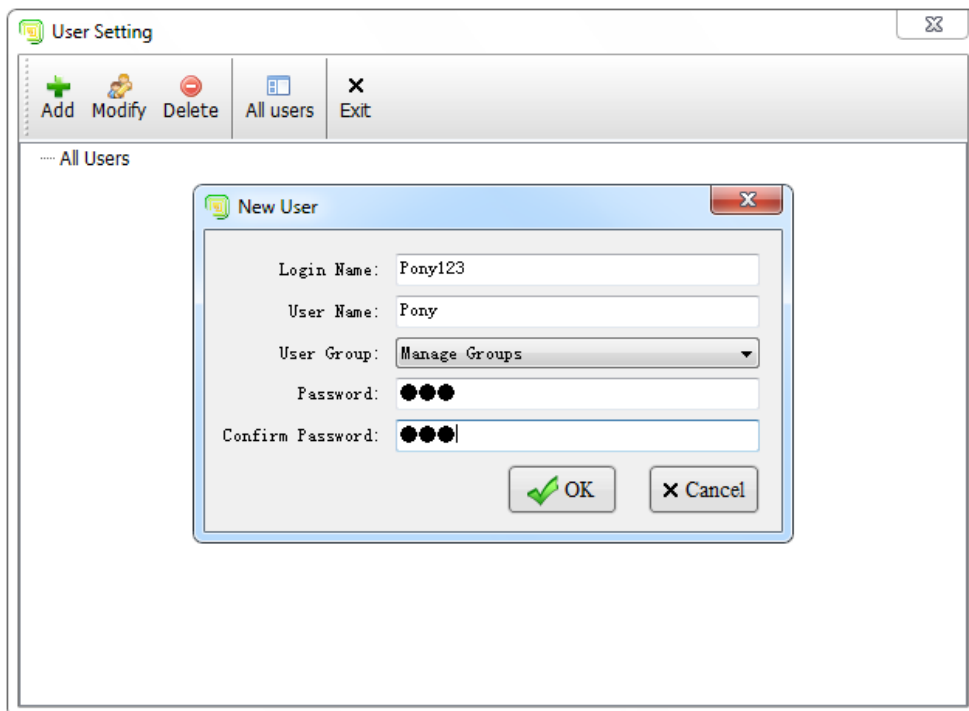 User Setting
Add Modify Delete All users Exit
All Users
New User
Login Name: Pony123
User Name: Pony
User Group: Manage Groups
Password: ●●●
Confirm Password: ●●●
OK Cancel